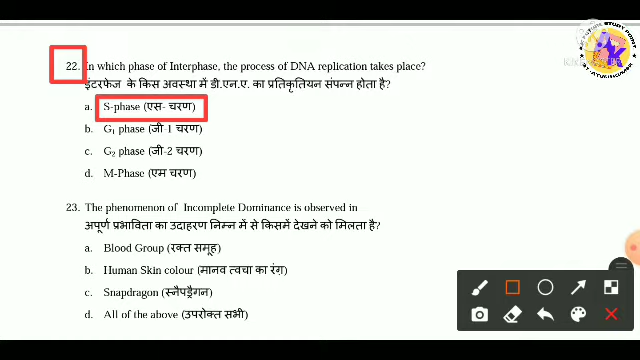 22. In which phase of Interphase, the process of DNA replication takes place?
इंटरफेज के किस अवस्था में डी.एन.ए. का प्रतिकृतियन संपन्न होता है?
a. S-phase (एस- चरण)
b. G₁ phase (जी-1 चरण)
c. G₂ phase (जी-2 चरण)
d. M-Phase (एम चरण)
23. The phenomenon of Incomplete Dominance is observed in
अपूर्ण प्रभाविता का उदाहरण निम्न में से किसमें देखने को मिलता है?
a. Blood Group (रक्त समूह)
b. Human Skin colour (मानव त्वचा का रंग)
c. Snapdragon (स्नैपड्रैगन)
d. All of the above (उपरोक्त सभी)